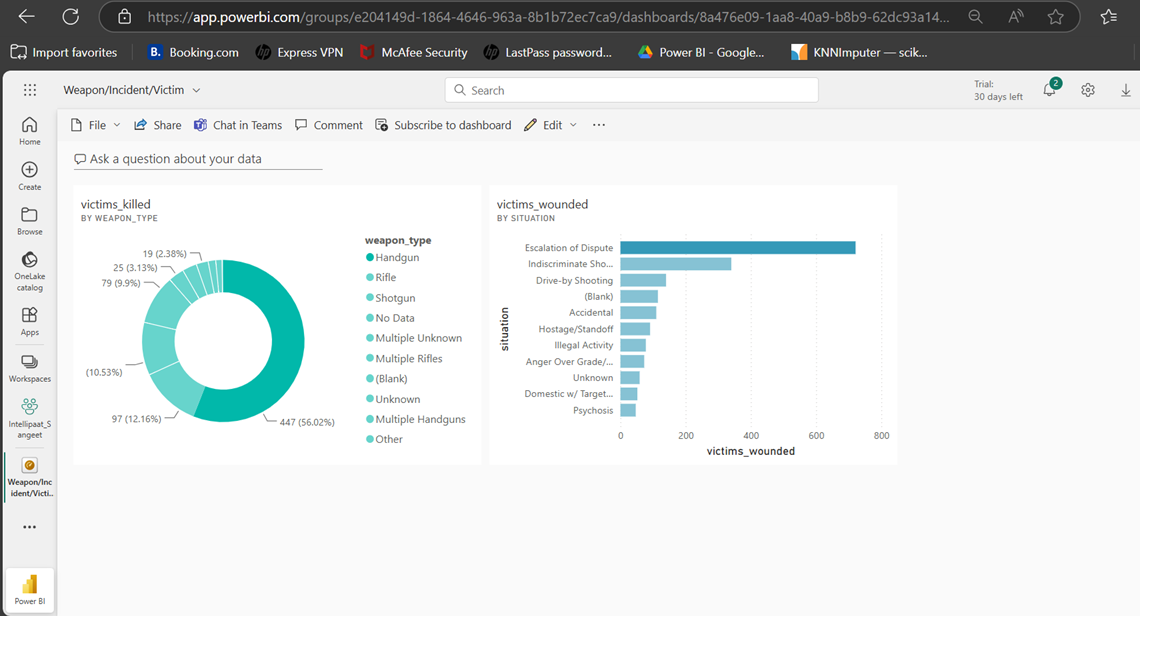 https://app.powerbi.com/groups/e204149d-1864-4646-963a-8b1b72ec7ca9/dashboards/8a476e09-1aa8-40a9-b8b9-62dc93a14...
Import favorites
B. Booking.com
hp Express VPN
McAfee Security
hp LastPass password...
Power BI - Google...
KNNImputer — scik...
Weapon/Incident/Victim
Search
Trial:
30 days left
2
File
Share
Chat in Teams
Comment
Subscribe to dashboard
Edit
...
Home
Create
Browse
OneLake
catalog
Apps
Workspaces
Intellipaat_S
angeet
Weapon/Inc
ident/Victi..
...
Power BI
Ask a question about your data
victims_killed
BY WEAPON_TYPE
19 (2.38%)
25 (3.13%)
79 (9.9%)
(10.53%)
97 (12.16%)
447 (56.02%)
weapon_type
Handgun
Rifle
Shotgun
No Data
Multiple Unknown
Multiple Rifles
(Blank)
Unknown
Multiple Handguns
Other
victims_wounded
BY SITUATION
situation
Escalation of Dispute
Indiscriminate Sho...
Drive-by Shooting
(Blank)
Accidental
Hostage/Standoff
Illegal Activity
Anger Over Grade/...
Unknown
Domestic w/ Target...
Psychosis
0 200 400 600 800
victims_wounded